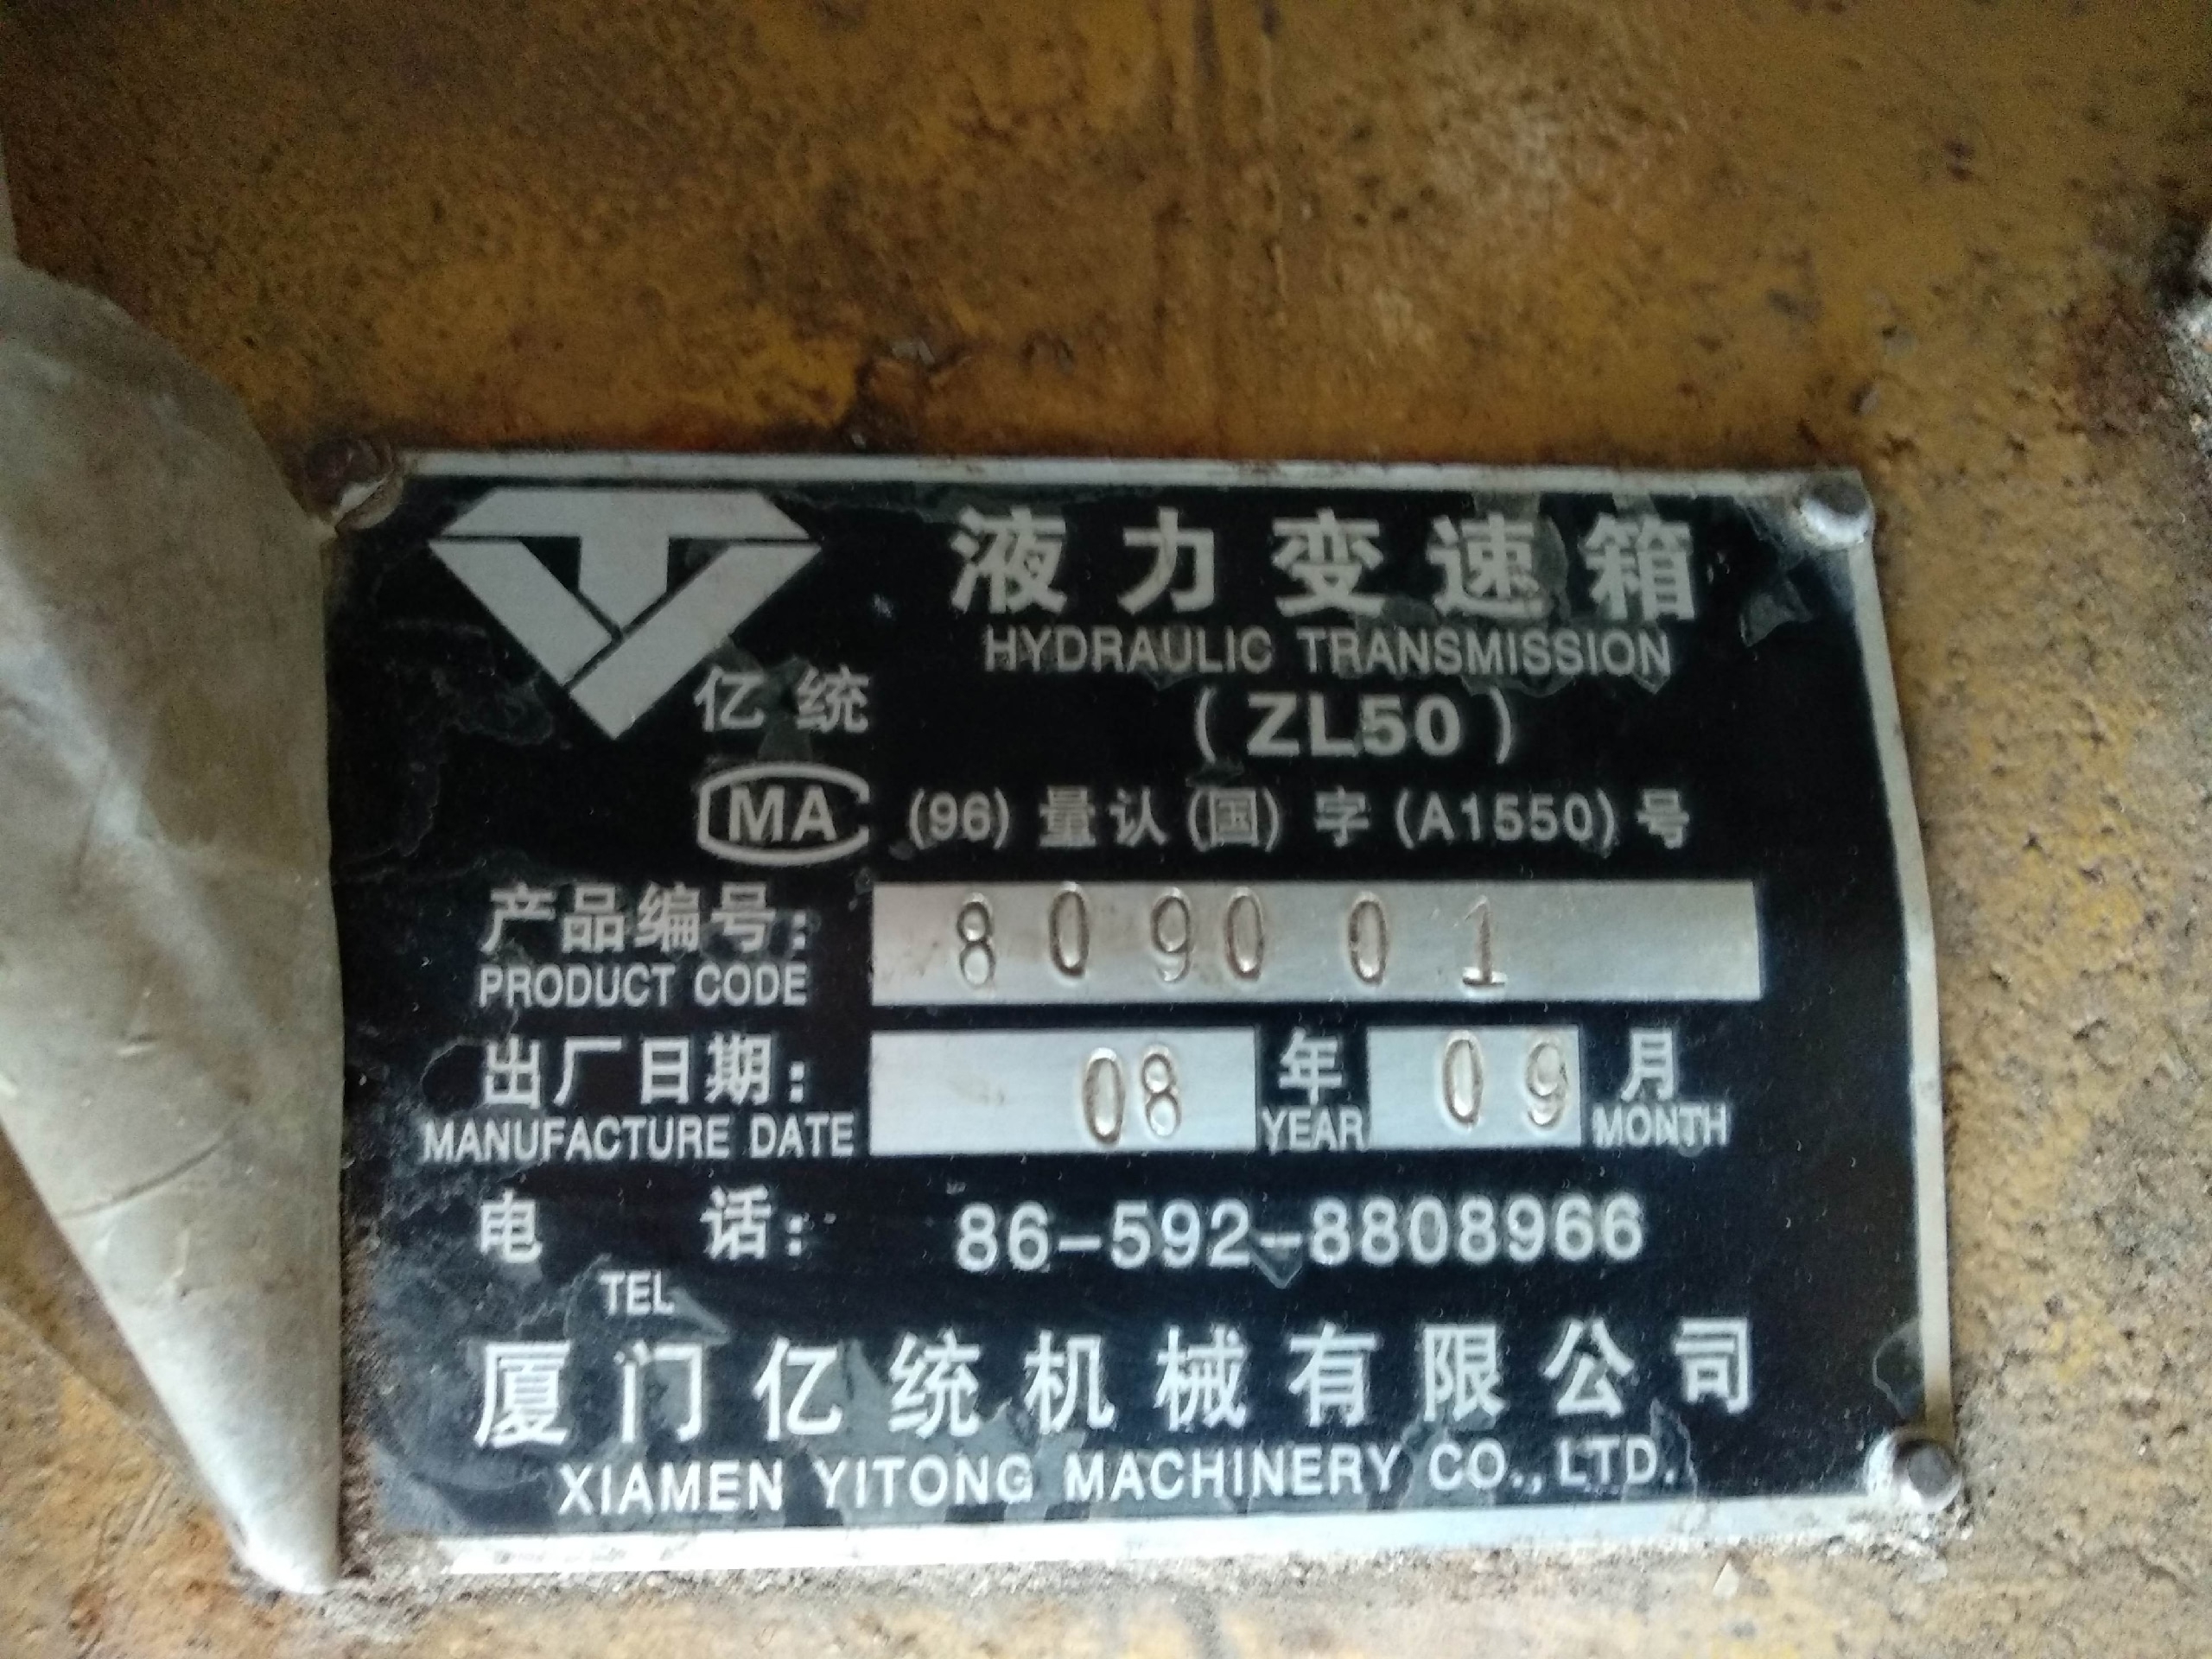 液力变速箱
HYDRAULIC TRANSMISSION
亿统
(ZL50)
MA (96)量认(国)字(A1550)号
产品编号: 809001
PRODUCT CODE
出厂日期: 08 年 09 月
MANUFACTURE DATE YEAR MONTH
电话: 86-592-8808966
TEL
厦门亿统机械有限公司
XIAMEN YITONG MACHINERY CO.,LTD.